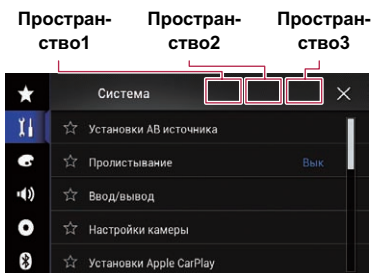 Простран-
ство1
Простран-
ство2
Простран-
ство3
Система
Установки АВ источника
Пролистывание Вык
Ввод/вывод
Настройки камеры
Установки Apple CarPlay